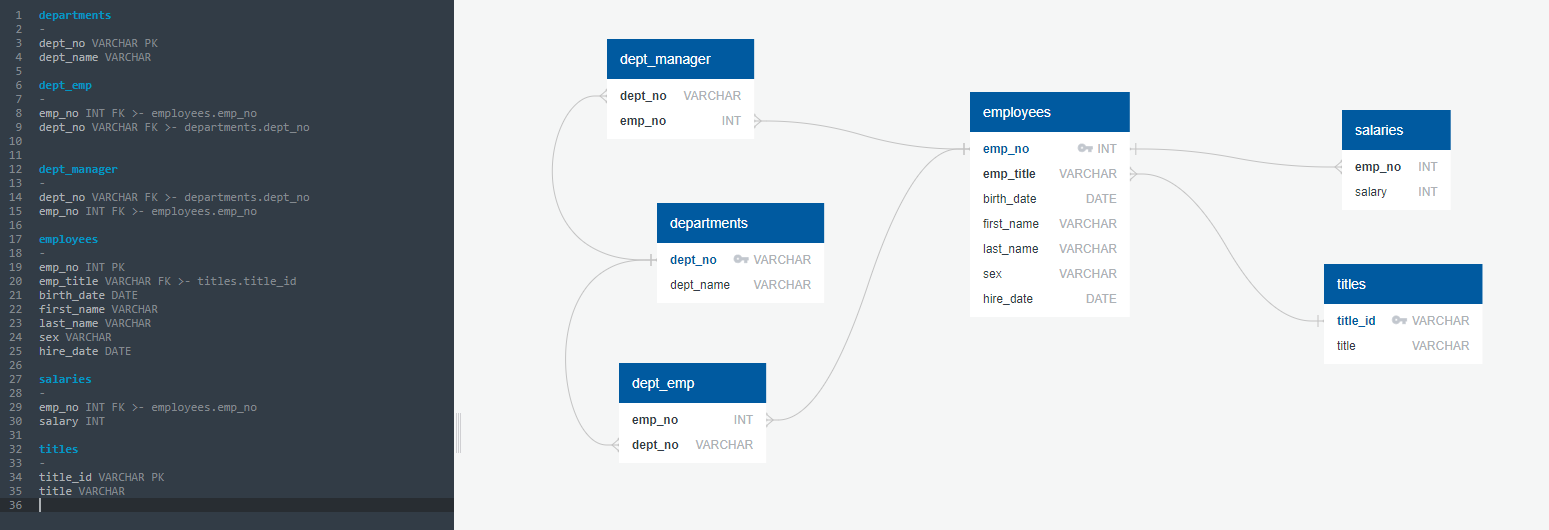 1 departments
2 -
3 dept_no VARCHAR PK
4 dept_name VARCHAR
5
6 dept_emp
7 -
8 emp_no INT FK >- employees.emp_no
9 dept_no VARCHAR FK >- departments.dept_no
10
11
12 dept_manager
13 -
14 dept_no VARCHAR FK >- departments.dept_no
15 emp_no INT FK >- employees.emp_no
16
17 employees
18 -
19 emp_no INT PK
20 emp_title VARCHAR FK >- titles.title_id
21 birth_date DATE
22 first_name VARCHAR
23 last_name VARCHAR
24 sex VARCHAR
25 hire_date DATE
26
27 salaries
28 -
29 emp_no INT FK >- employees.emp_no
30 salary INT
31
32 titles
33 -
34 title_id VARCHAR PK
35 title VARCHAR
36
dept_manager
dept_no VARCHAR
emp_no INT
departments
dept_no VARCHAR
dept_name VARCHAR
dept_emp
emp_no INT
dept_no VARCHAR
employees
emp_no INT
emp_title VARCHAR
birth_date DATE
first_name VARCHAR
last_name VARCHAR
sex VARCHAR
hire_date DATE
salaries
emp_no INT
salary INT
titles
title_id VARCHAR
title VARCHAR